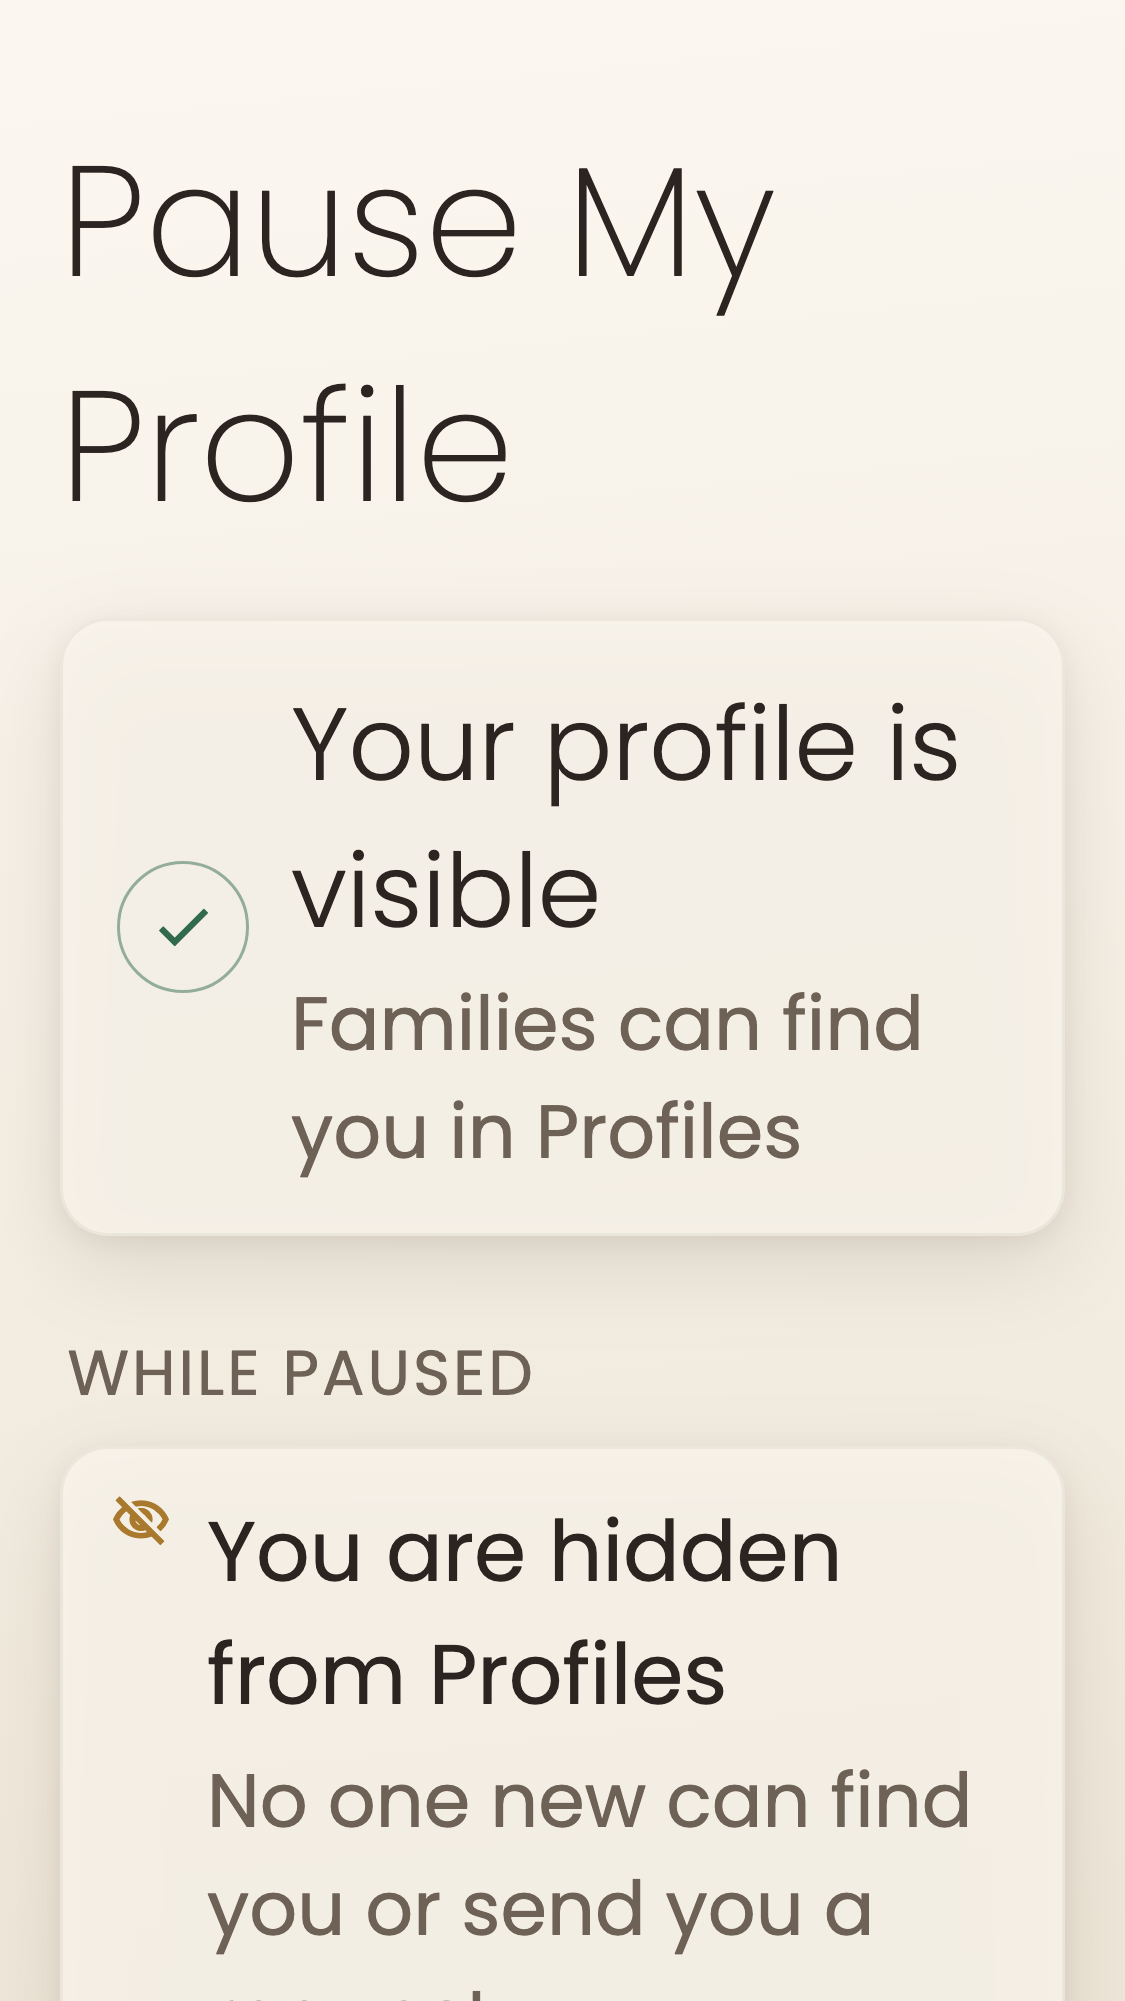 Pause My
Profile
Your profile is
visible
Families can find
you in Profiles
WHILE PAUSED
You are hidden
from Profiles
No one new can find
you or send you a